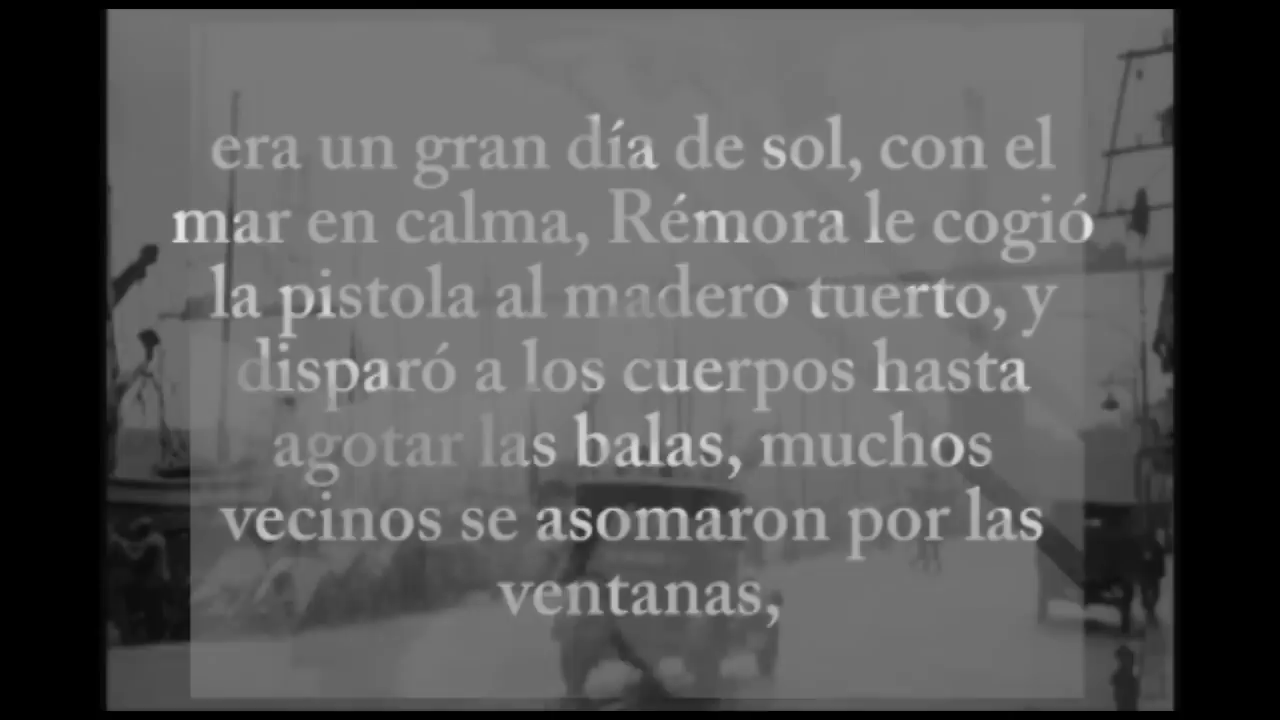 era un gran día de sol, con el
mar en calma, Rémora le cogió
la pistola al madero tuerto, y
disparó a los cuerpos hasta
agotar las balas, muchos
vecinos se asomaron por las
ventanas,